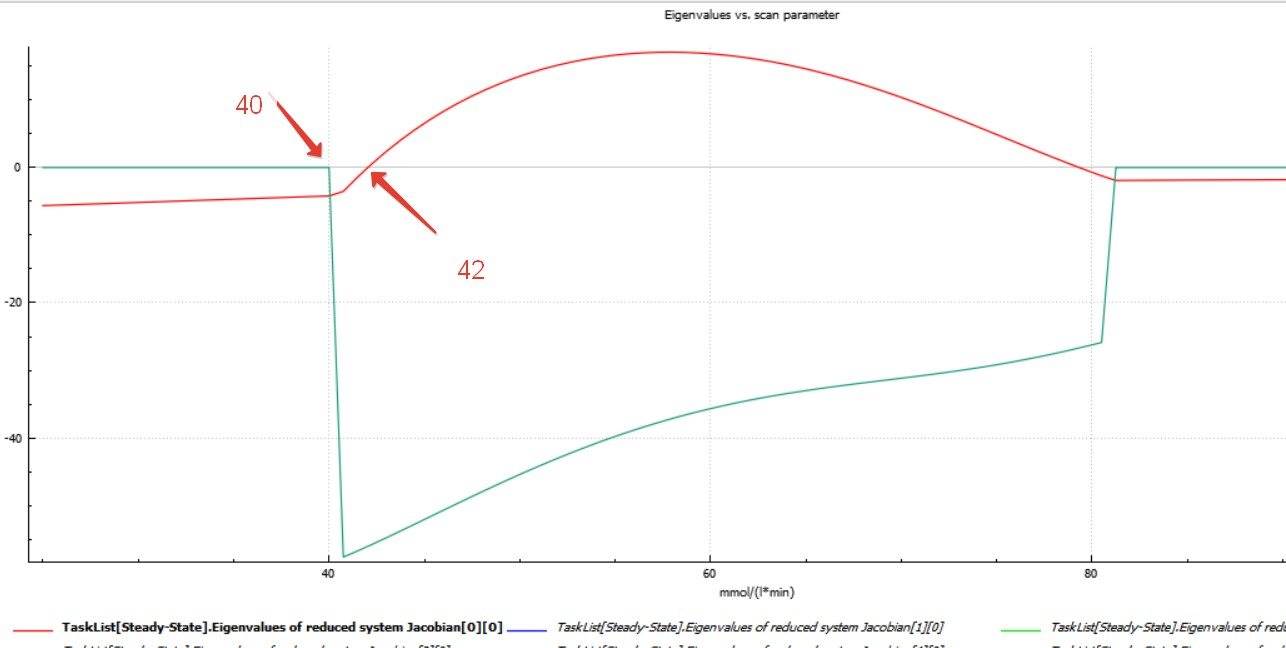 Eigenvalues vs. scan parameter
40
0
42
-20
-40
40 60 80
mmol/(l*min)
TaskList[Steady-State].Eigenvalues of reduced system Jacobian[0][0] TaskList[Steady-State].Eigenvalues of reduced system Jacobian[1][0] TaskList[Steady-State].Eigenvalues of red